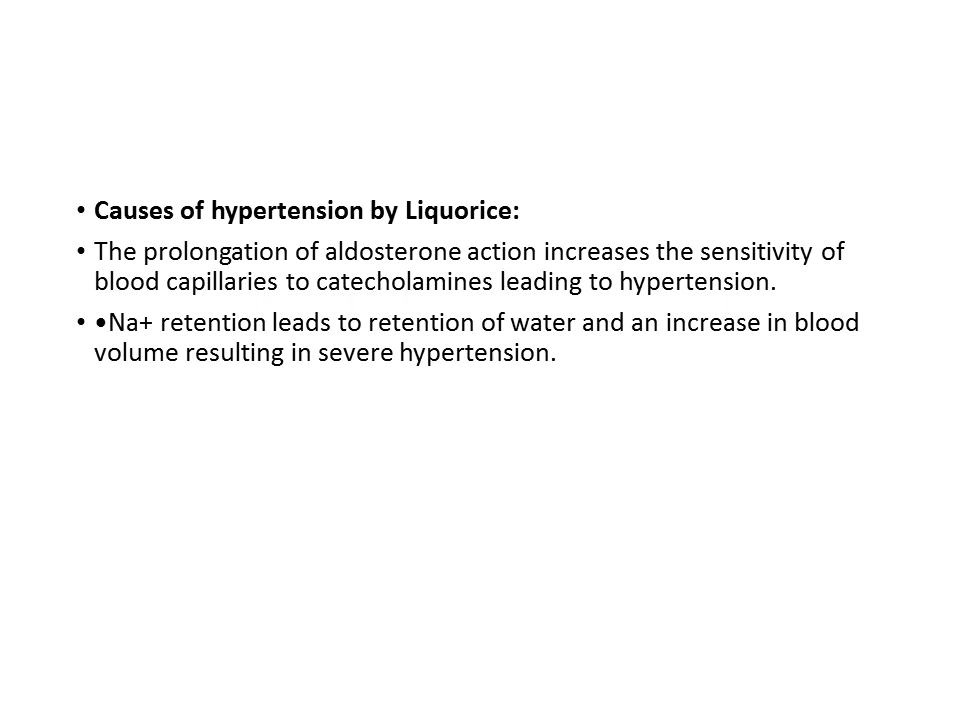 • Causes of hypertension by Liquorice:
• The prolongation of aldosterone action increases the sensitivity of
blood capillaries to catecholamines leading to hypertension.
• •Na+ retention leads to retention of water and an increase in blood
volume resulting in severe hypertension.